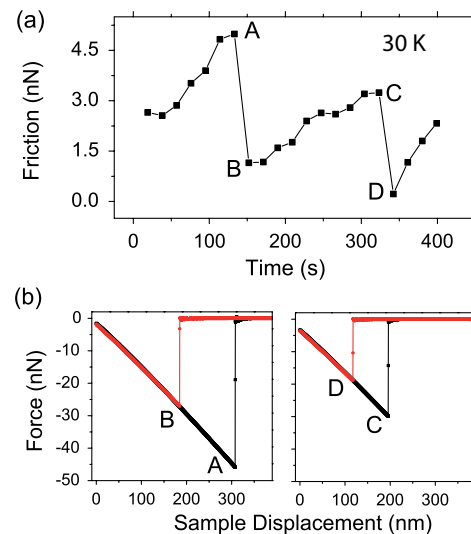 (a)
30 K
A
B
C
D
4.5
3.0
1.5
0.0
Friction (nN)
0 100 200 300 400
Time (s)
(b)
0
-10
-20
-30
-40
-50
Force (nN)
B
A
D
C
0 100 200 300
0 100 200 300
Sample Displacement (nm)